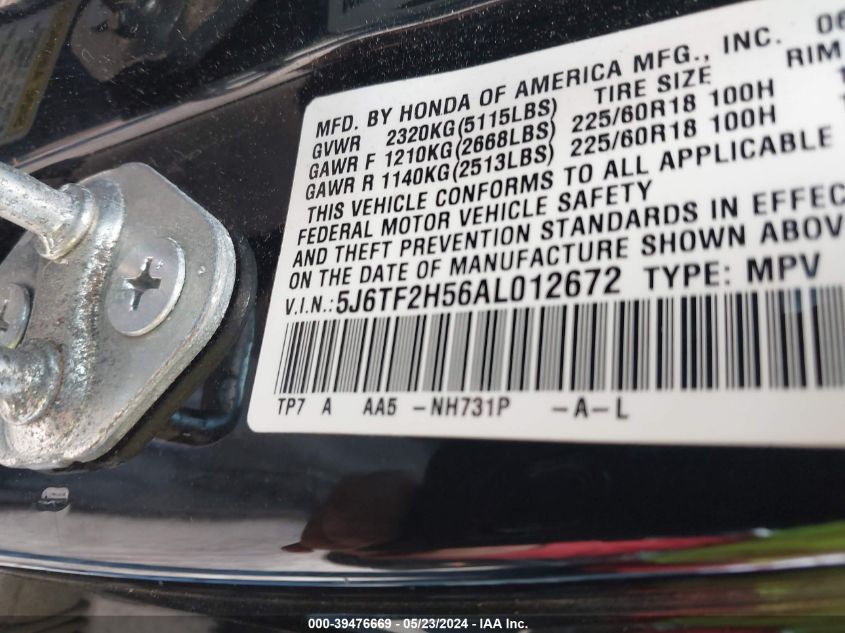 MFD. BY HONDA OF AMERICA MFG., INC. 06
GVWR 2320KG(5115LBS) TIRE SIZE RIM
GAWR F 1210KG(2668LBS) 225/60R18 100H
GAWR R 1140KG(2513LBS) 225/60R18 100H
THIS VEHICLE CONFORMS TO ALL APPLICABLE
FEDERAL MOTOR VEHICLE SAFETY
AND THEFT PREVENTION STANDARDS IN EFFEC
ON THE DATE OF MANUFACTURE SHOWN ABOV
V.I.N.: 5J6TF2H56AL012672 TYPE: MPV
TP7 A AA5 -NH731P -A-L
000-39476669 - 05/23/2024 - IAA Inc.